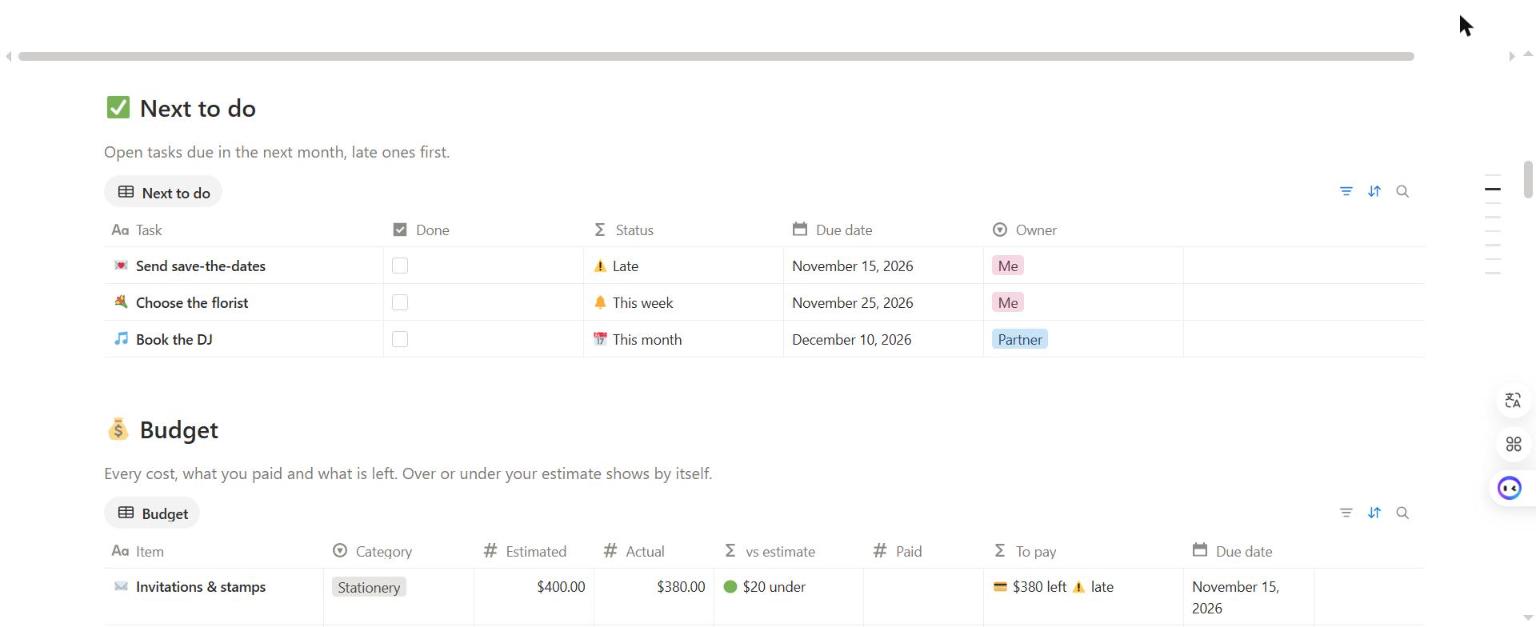 Next to do
Open tasks due in the next month, late ones first.
Next to do
Aa Task Done Σ Status Due date Owner
Send save-the-dates Late November 15, 2026 Me
Choose the florist This week November 25, 2026 Me
Book the DJ This month December 10, 2026 Partner
Budget
Every cost, what you paid and what is left. Over or under your estimate shows by itself.
Budget
Aa Item Category # Estimated # Actual Σ vs estimate # Paid Σ To pay Due date
Invitations & stamps Stationery $400.00 $380.00 $20 under $380 left late November 15,
2026